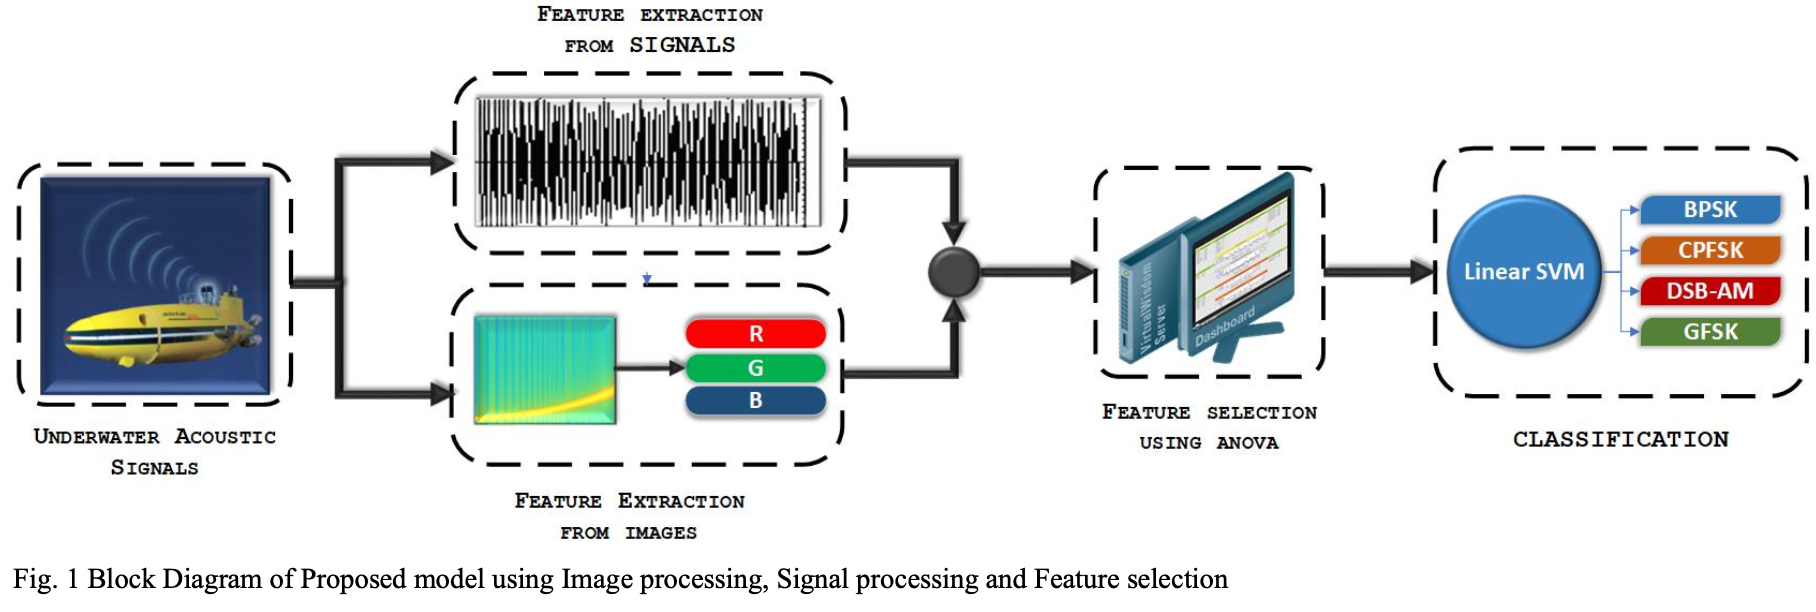 FEATURE EXTRACTION
FROM SIGNALS
UNDERWATER ACOUSTIC
SIGNALS
R
G
B
FEATURE EXTRACTION
FROM IMAGES
VirtualWisdom
Server
Dashboard
FEATURE SELECTION
USING ANOVA
Linear SVM
BPSK
CPFSK
DSB-AM
GFSK
CLASSIFICATION
Fig. 1 Block Diagram of Proposed model using Image processing, Signal processing and Feature selection